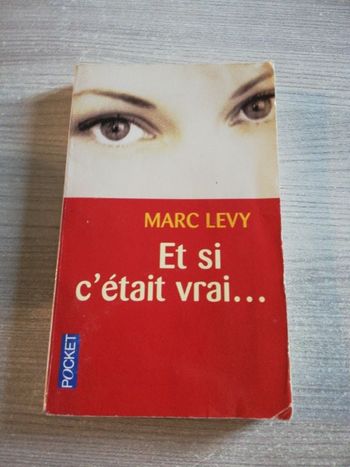 MARC LEVY
Et si
c'était vrai...
POCKET